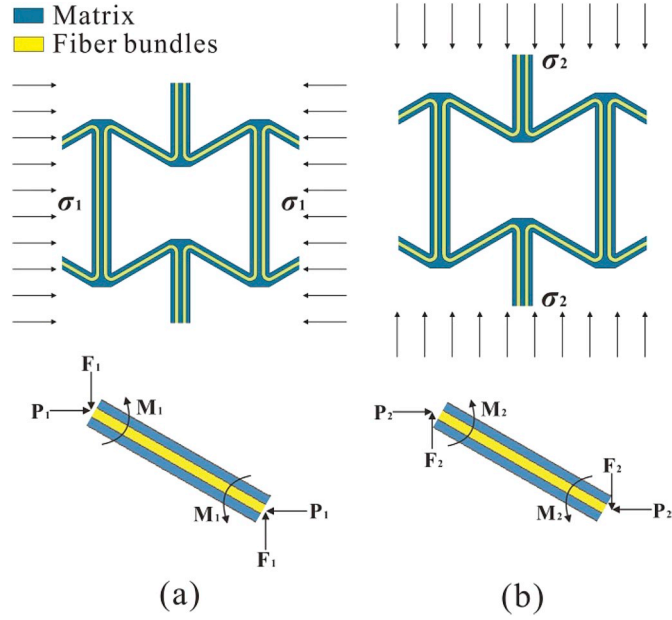 Matrix
Fiber bundles
σ1 σ1
F1
P1
M1
M1
P1
F1
(a)
σ2
σ2
P2
M2
F2
F2
M2
P2
(b)